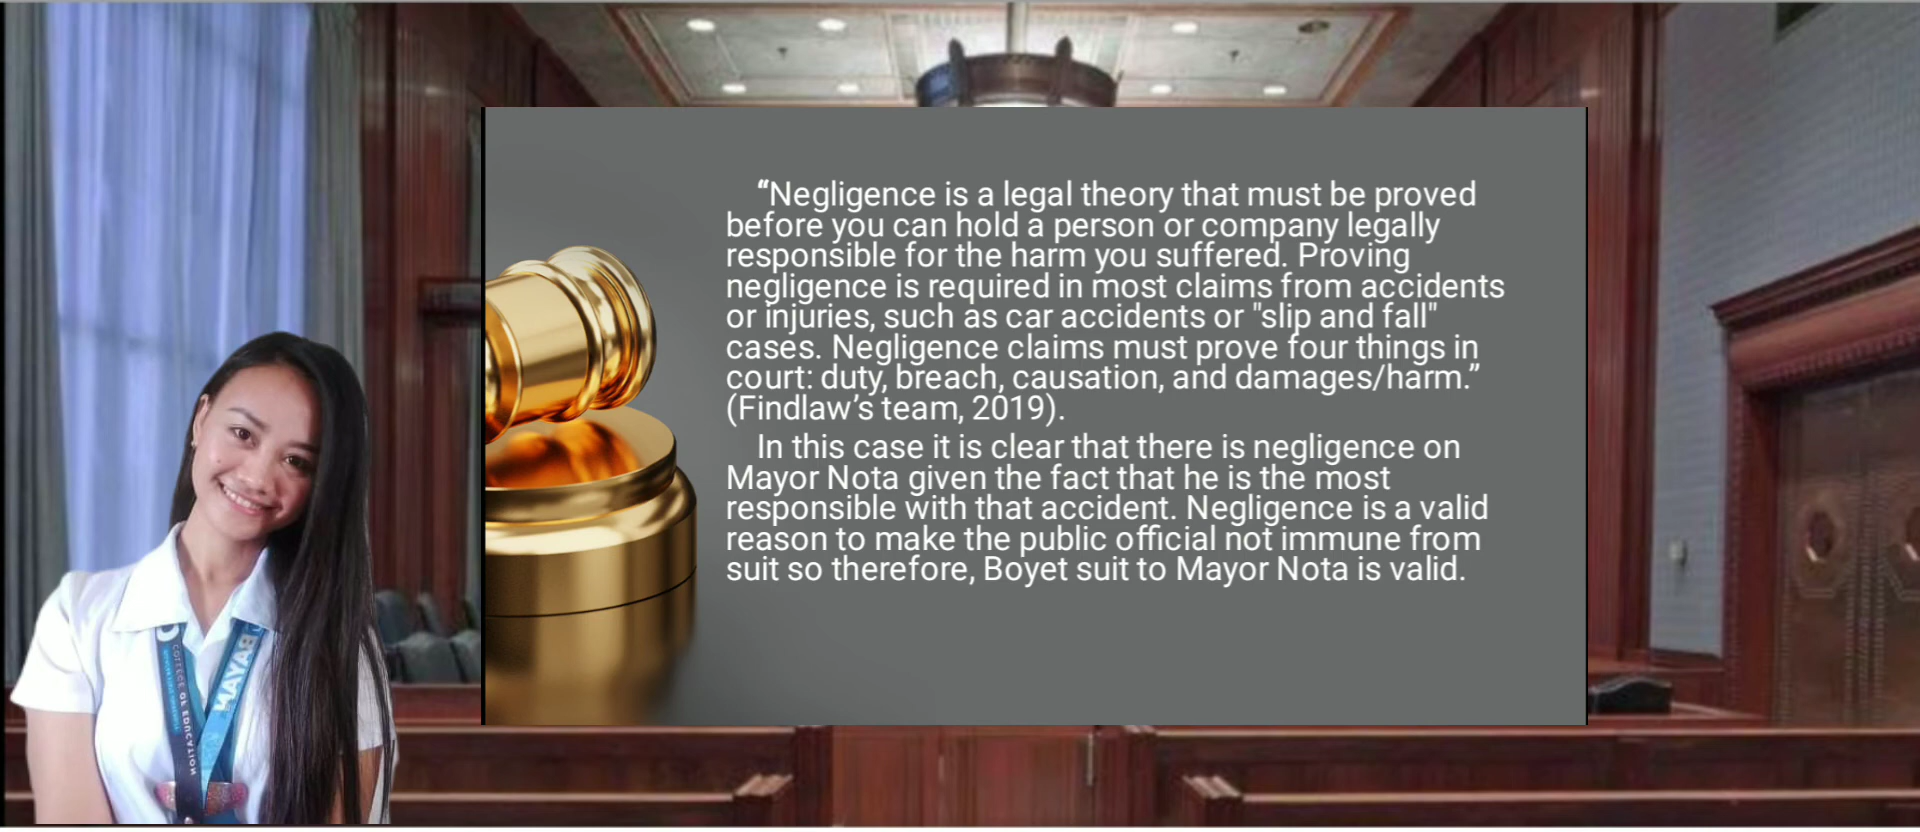 “Negligence is a legal theory that must be proved
before you can hold a person or company legally
responsible for the harm you suffered. Proving
negligence is required in most claims from accidents
or injuries, such as car accidents or "slip and fall"
cases. Negligence claims must prove four things in
court: duty, breach, causation, and damages/harm.”
(Findlaw’s team, 2019).
In this case it is clear that there is negligence on
Mayor Nota given the fact that he is the most
responsible with that accident. Negligence is a valid
reason to make the public official not immune from
suit so therefore, Boyet suit to Mayor Nota is valid.
COLLEGE OF EDUCATION